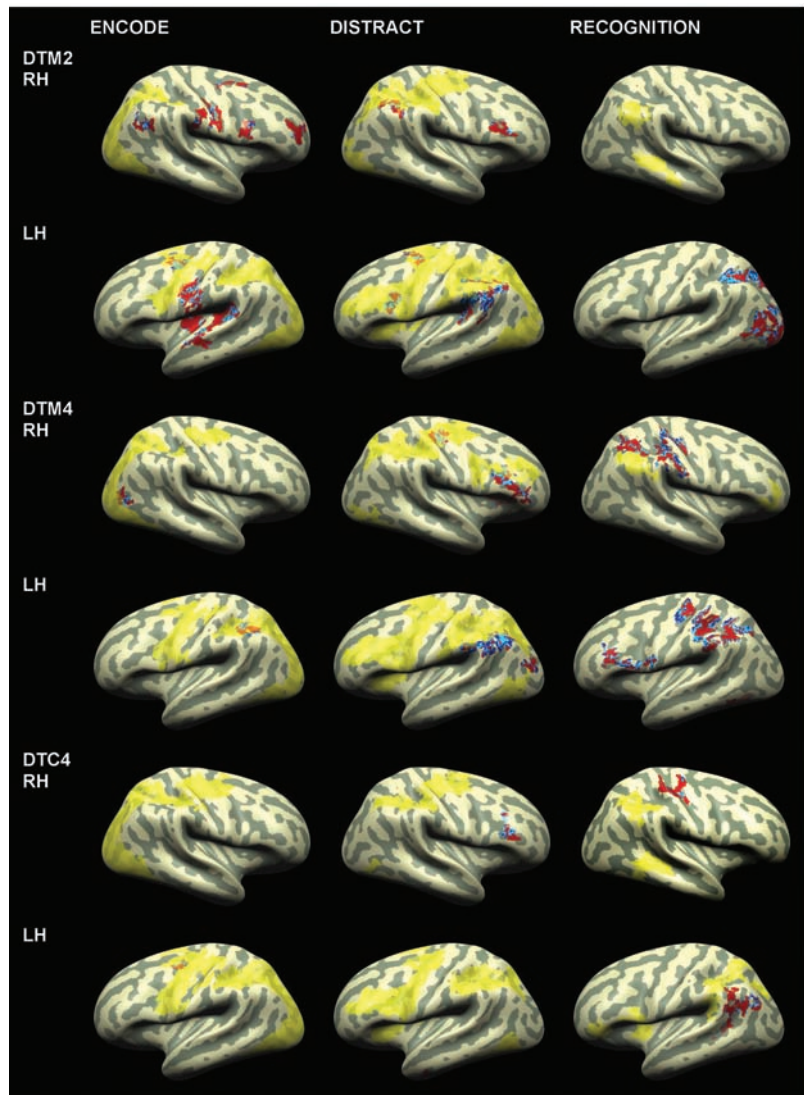 ENCODE DISTRACT RECOGNITION
DTM2
RH
LH
DTM4
RH
LH
DTC4
RH
LH